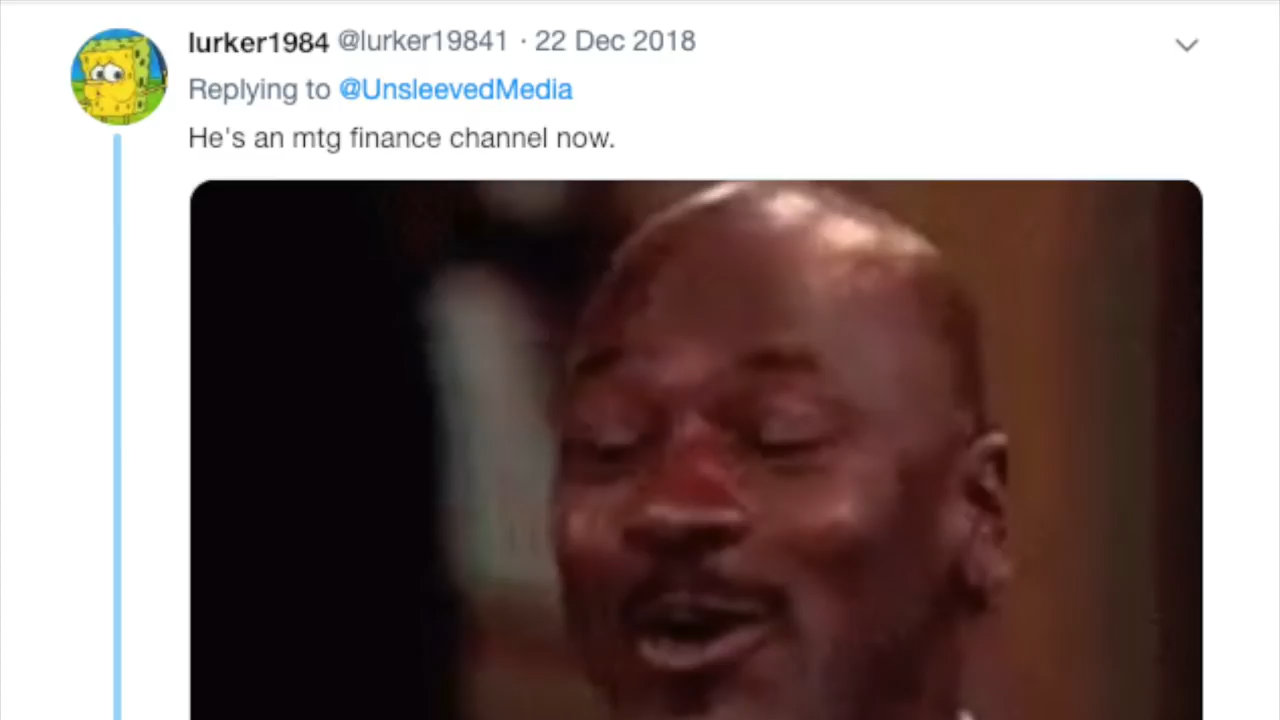 lurker1984 @lurker19841 · 22 Dec 2018
Replying to @UnsleevedMedia
He's an mtg finance channel now.